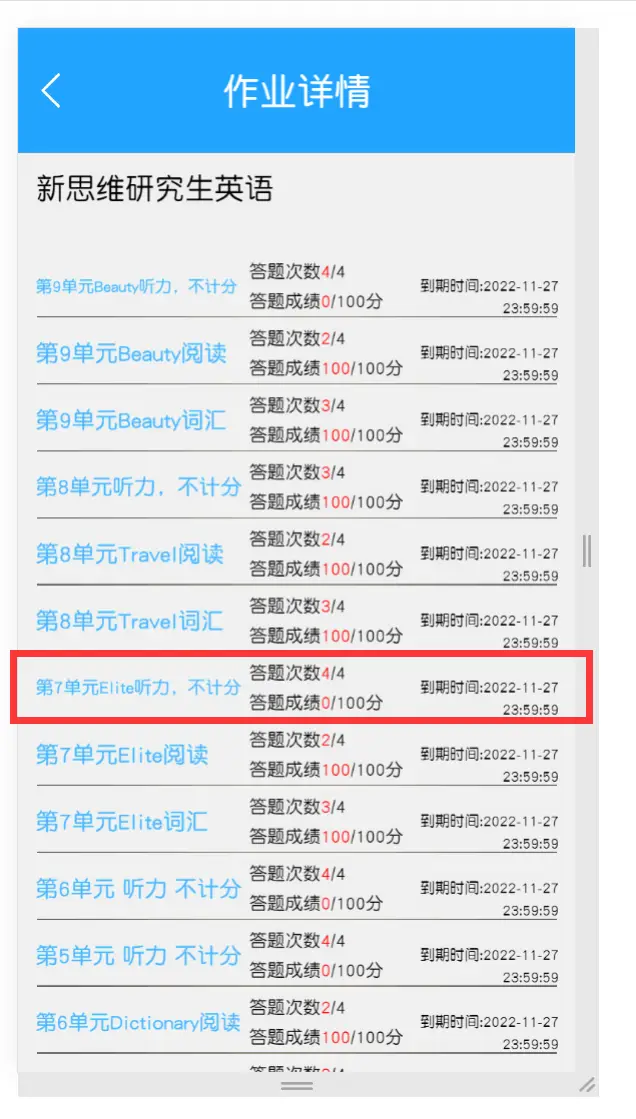 作业详情
新思维研究生英语
第9单元Beauty听力，不计分
答题次数4/4
答题成绩0/100分
到期时间:2022-11-27
23:59:59
第9单元Beauty阅读
答题次数2/4
答题成绩100/100分
到期时间:2022-11-27
23:59:59
第9单元Beauty词汇
答题次数3/4
答题成绩100/100分
到期时间:2022-11-27
23:59:59
第8单元听力，不计分
答题次数3/4
答题成绩100/100分
到期时间:2022-11-27
23:59:59
第8单元Travel阅读
答题次数2/4
答题成绩100/100分
到期时间:2022-11-27
23:59:59
第8单元Travel词汇
答题次数3/4
答题成绩100/100分
到期时间:2022-11-27
23:59:59
第7单元Elite听力，不计分
答题次数4/4
答题成绩0/100分
到期时间:2022-11-27
23:59:59
第7单元Elite阅读
答题次数2/4
答题成绩100/100分
到期时间:2022-11-27
23:59:59
第7单元Elite词汇
答题次数3/4
答题成绩100/100分
到期时间:2022-11-27
23:59:59
第6单元 听力 不计分
答题次数4/4
答题成绩0/100分
到期时间:2022-11-27
23:59:59
第5单元 听力 不计分
答题次数4/4
答题成绩0/100分
到期时间:2022-11-27
23:59:59
第6单元Dictionary阅读
答题次数2/4
答题成绩100/100分
到期时间:2022-11-27
23:59:59